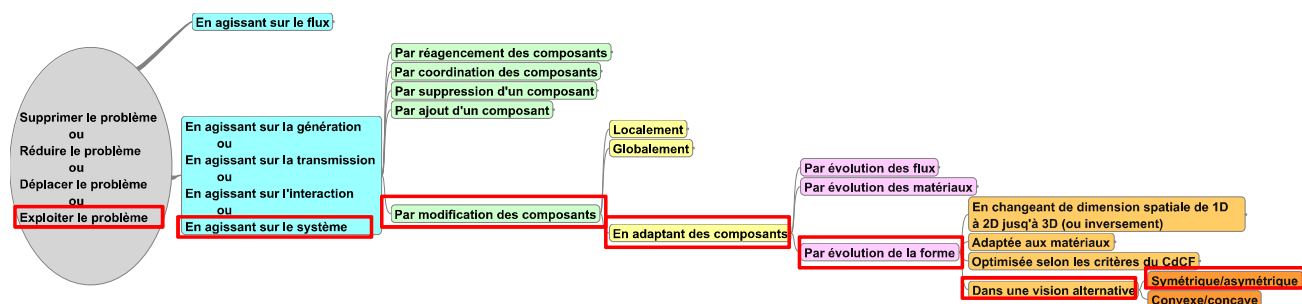 En agissant sur le flux
Supprimer le problème
ou
Réduire le problème
ou
Déplacer le problème
ou
Exploiter le problème
En agissant sur la génération
ou
En agissant sur la transmission
ou
En agissant sur l'interaction
ou
En agissant sur le système
Par réagencement des composants
Par coordination des composants
Par suppression d'un composant
Par ajout d'un composant
Par modification des composants
Localement
Globalement
En adaptant des composants
Par évolution des flux
Par évolution des matériaux
Par évolution de la forme
En changeant de dimension spatiale de 1D
à 2D jusqu'à 3D (ou inversement)
Adaptée aux matériaux
Optimisée selon les critères du CdCF
Dans une vision alternative
Symétrique/asymétrique
Convexe/concave